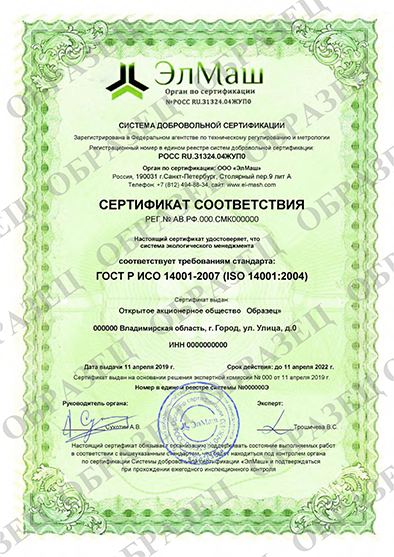 ЭлМаш
Орган по сертификации
№РОСС RU.31324.04ЖУП0
СИСТЕМА ДОБРОВОЛЬНОЙ СЕРТИФИКАЦИИ
Зарегистрирована в Федеральном агентстве по техническому регулированию и метрологии
Регистрационный номер в едином реестре систем добровольной сертификации:
РОСС RU.31324.04ЖУП0
Орган по сертификации: ООО «ЭлМаш»
Россия, 190031 г.Санкт-Петербург, Столярный пер.9 лит А
Телефон: +7 (812) 494-88-34, сайт: www.el-mash.com
СЕРТИФИКАТ СООТВЕТСТВИЯ
РЕГ.№ АВ.РФ.000.СМК000000
Настоящий сертификат удостоверяет, что
система экологического менеджмента
соответствует требованиям стандарта:
ГОСТ Р ИСО 14001-2007 (ISO 14001:2004)
Сертификат выдан
Открытое акционерное общество Образец»
000000 Владимирская область, г. Город, ул. Улица, д.0
ИНН 0000000000
Дата выдачи 11 апреля 2019 г. Срок действия: до 11 апреля 2022 г.
Сертификат выдан на основании решения экспертной комиссии № 000 от 11 апреля 2019 г.
Номер в единой реестре системы №0000003
Руководитель органа: Эксперт:
Сухотин А.В. Трошичева В.С.
ЭлМаш
Настоящий сертификат обязывает организацию поддерживать состояние выполняемых работ
в соответствии с вышеуказанным стандартом, что будет находиться под контролем органа
по сертификации Системы добровольной сертификации «ЭлМаш» и подтверждаться
при прохождении ежегодного инспекционного контроля
ОБРАЗЕЦ